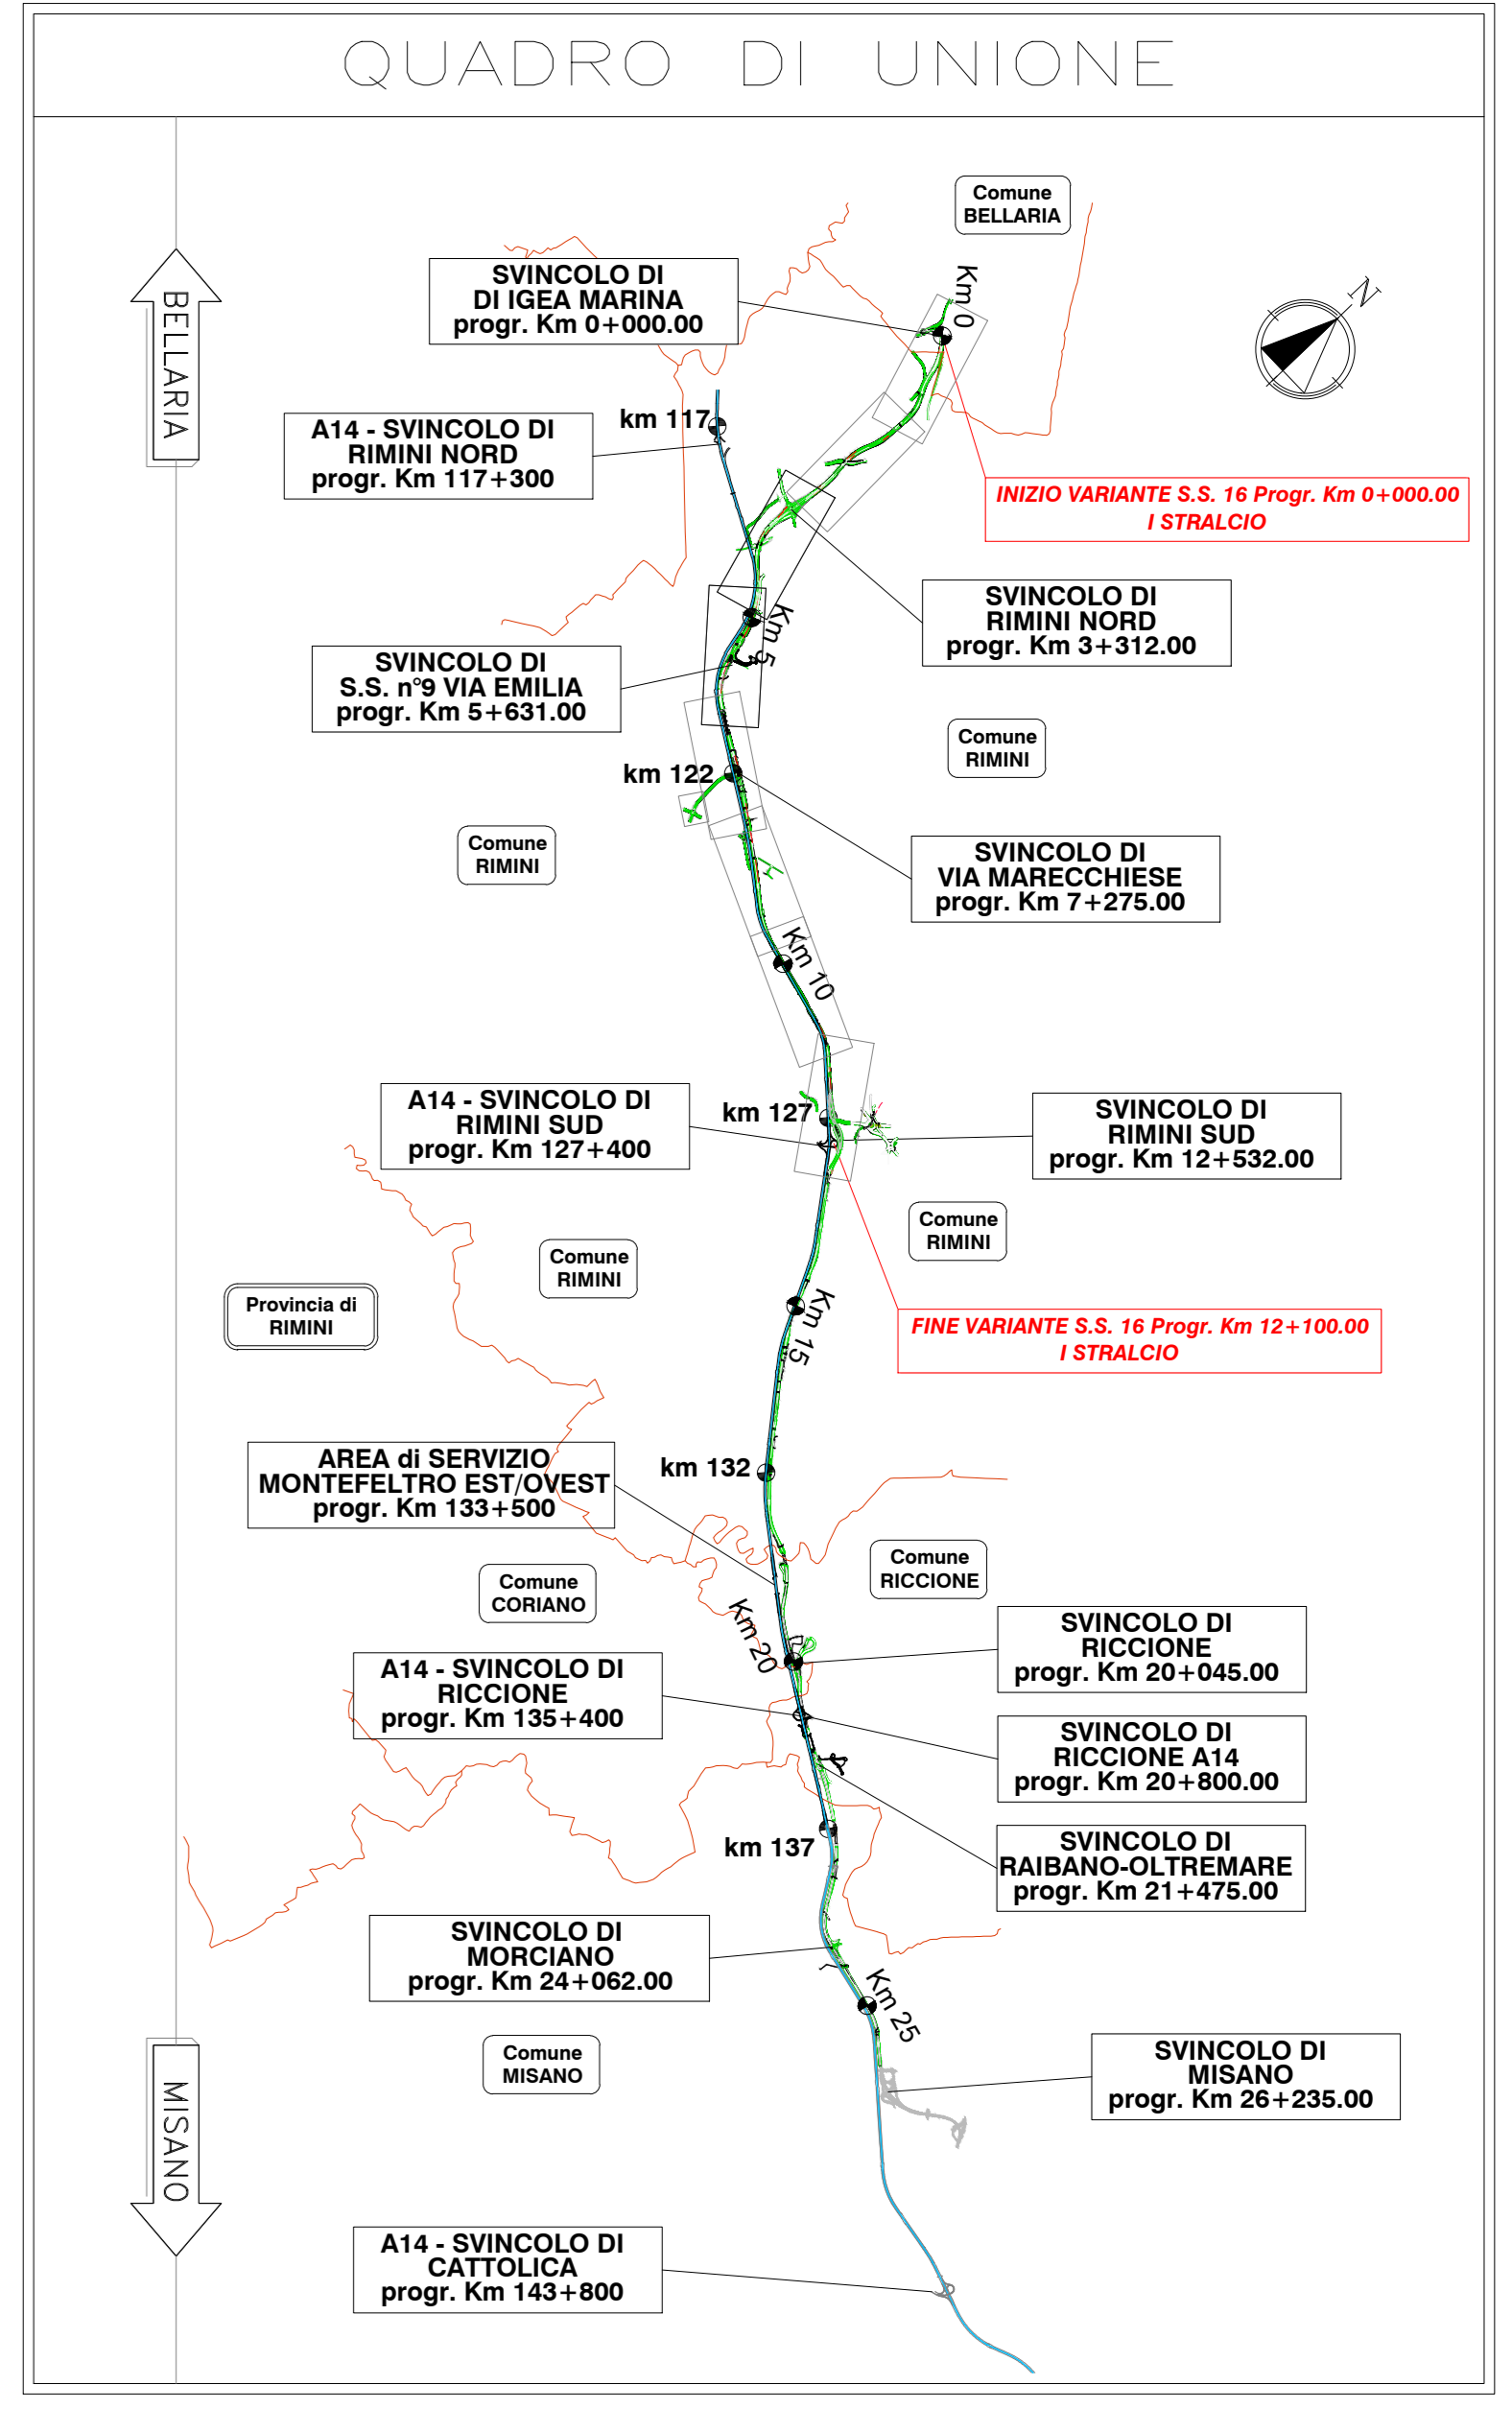 QUADRO DI UNIONE
Comune
BELLARIA
SVINCOLO DI
DI IGEA MARINA
progr. Km 0+000.00
Km 0
N
BELLARIA
km 117
A14 - SVINCOLO DI
RIMINI NORD
progr. Km 117+300
INIZIO VARIANTE S.S. 16 Progr. Km 0+000.00
I STRALCIO
SVINCOLO DI
RIMINI NORD
progr. Km 3+312.00
Km 5
SVINCOLO DI
S.S. n°9 VIA EMILIA
progr. Km 5+631.00
Comune
RIMINI
km 122
Comune
RIMINI
SVINCOLO DI
VIA MARECCHIESE
progr. Km 7+275.00
Km 10
A14 - SVINCOLO DI
RIMINI SUD
progr. Km 127+400
km 127
SVINCOLO DI
RIMINI SUD
progr. Km 12+532.00
Comune
RIMINI
Comune
RIMINI
Provincia di
RIMINI
Km 15
FINE VARIANTE S.S. 16 Progr. Km 12+100.00
I STRALCIO
AREA di SERVIZIO
MONTEFELTRO EST/OVEST
progr. Km 133+500
km 132
Comune
RICCIONE
Comune
CORIANO
Km 20
SVINCOLO DI
RICCIONE
progr. Km 20+045.00
A14 - SVINCOLO DI
RICCIONE
progr. Km 135+400
SVINCOLO DI
RICCIONE A14
progr. Km 20+800.00
km 137
SVINCOLO DI
RAIBANO-OLTREMARE
progr. Km 21+475.00
SVINCOLO DI
MORCIANO
progr. Km 24+062.00
Km 25
Comune
MISANO
SVINCOLO DI
MISANO
progr. Km 26+235.00
MISANO
A14 - SVINCOLO DI
CATTOLICA
progr. Km 143+800